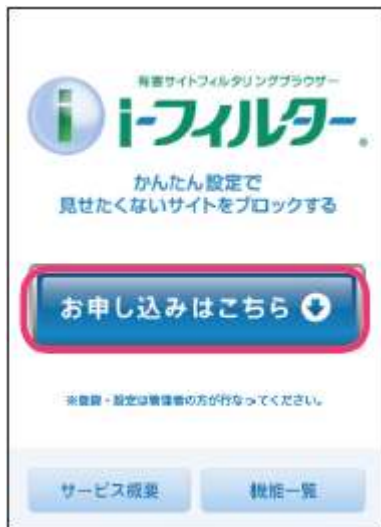 有害サイトフィルタリングブラウザー
i-フィルター®
かんたん設定で
見せたくないサイトをブロックする
お申し込みはこちら
※登録・設定は管理者の方が行なってください。
サービス概要
機能一覧